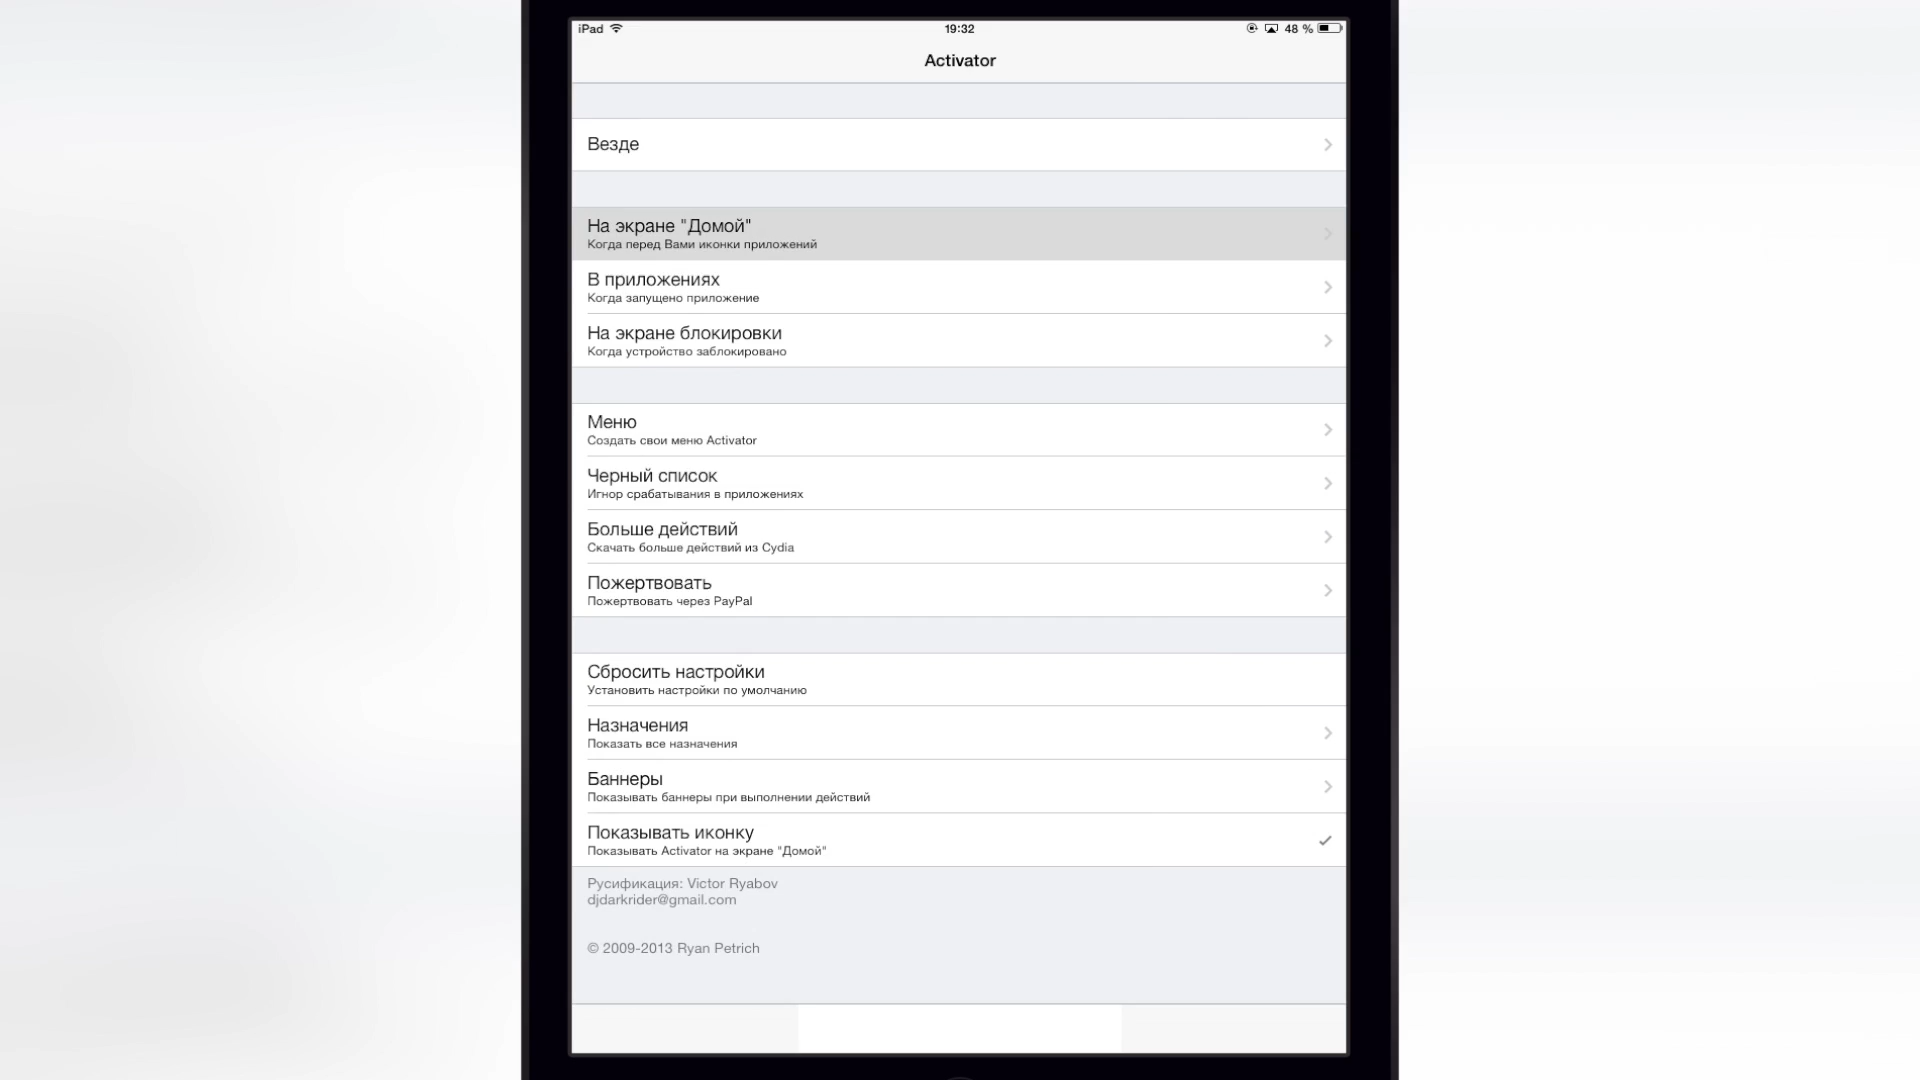 iPad 19:32 48 %
Activator
Везде
На экране "Домой"
Когда перед Вами иконки приложений
В приложениях
Когда запущено приложение
На экране блокировки
Когда устройство заблокировано
Меню
Создать свои меню Activator
Черный список
Игнор срабатывания в приложениях
Больше действий
Скачать больше действий из Cydia
Пожертвовать
Пожертвовать через PayPal
Сбросить настройки
Установить настройки по умолчанию
Назначения
Показать все назначения
Баннеры
Показывать баннеры при выполнении действий
Показывать иконку
Показывать Activator на экране "Домой"
Русификация: Victor Ryabov
djdarkrider@gmail.com
© 2009-2013 Ryan Petrich